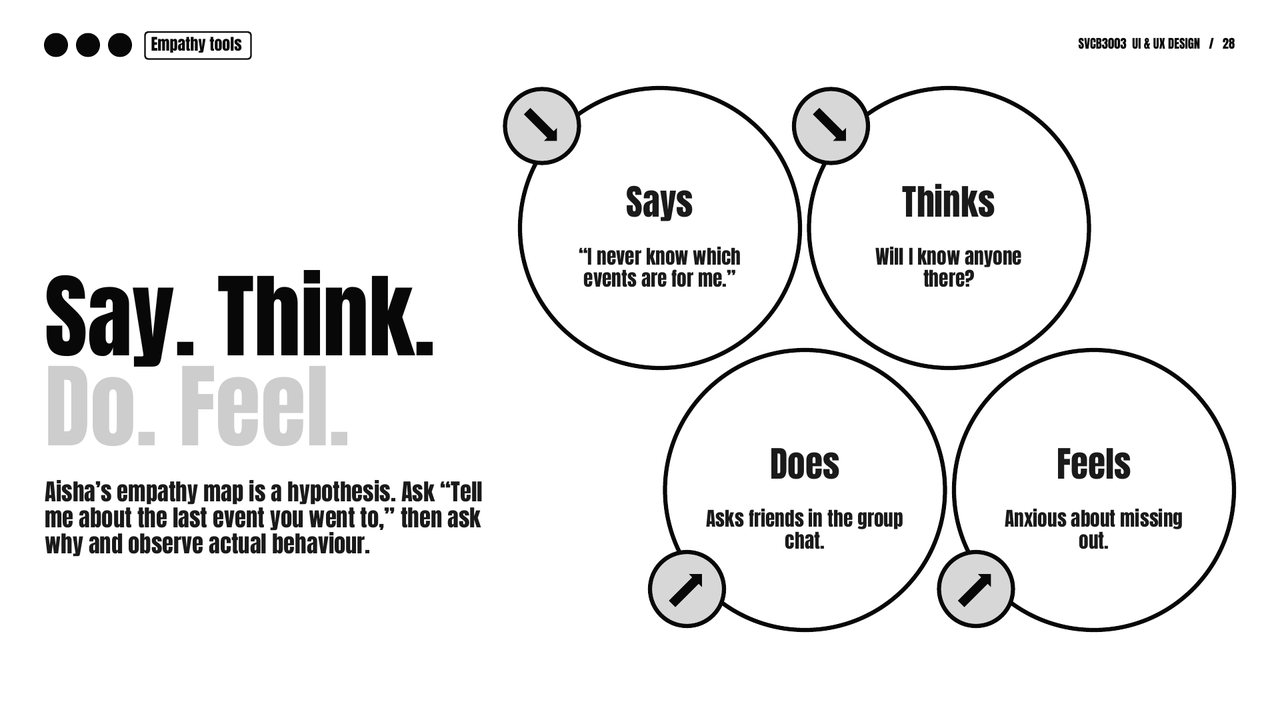 Empathy tools
SVCB3003 UI & UX DESIGN / 28
Say. Think.
Do. Feel.
Aisha’s empathy map is a hypothesis. Ask “Tell
me about the last event you went to,” then ask
why and observe actual behaviour.
Says
“I never know which
events are for me.”
Thinks
Will I know anyone
there?
Does
Asks friends in the group
chat.
Feels
Anxious about missing
out.